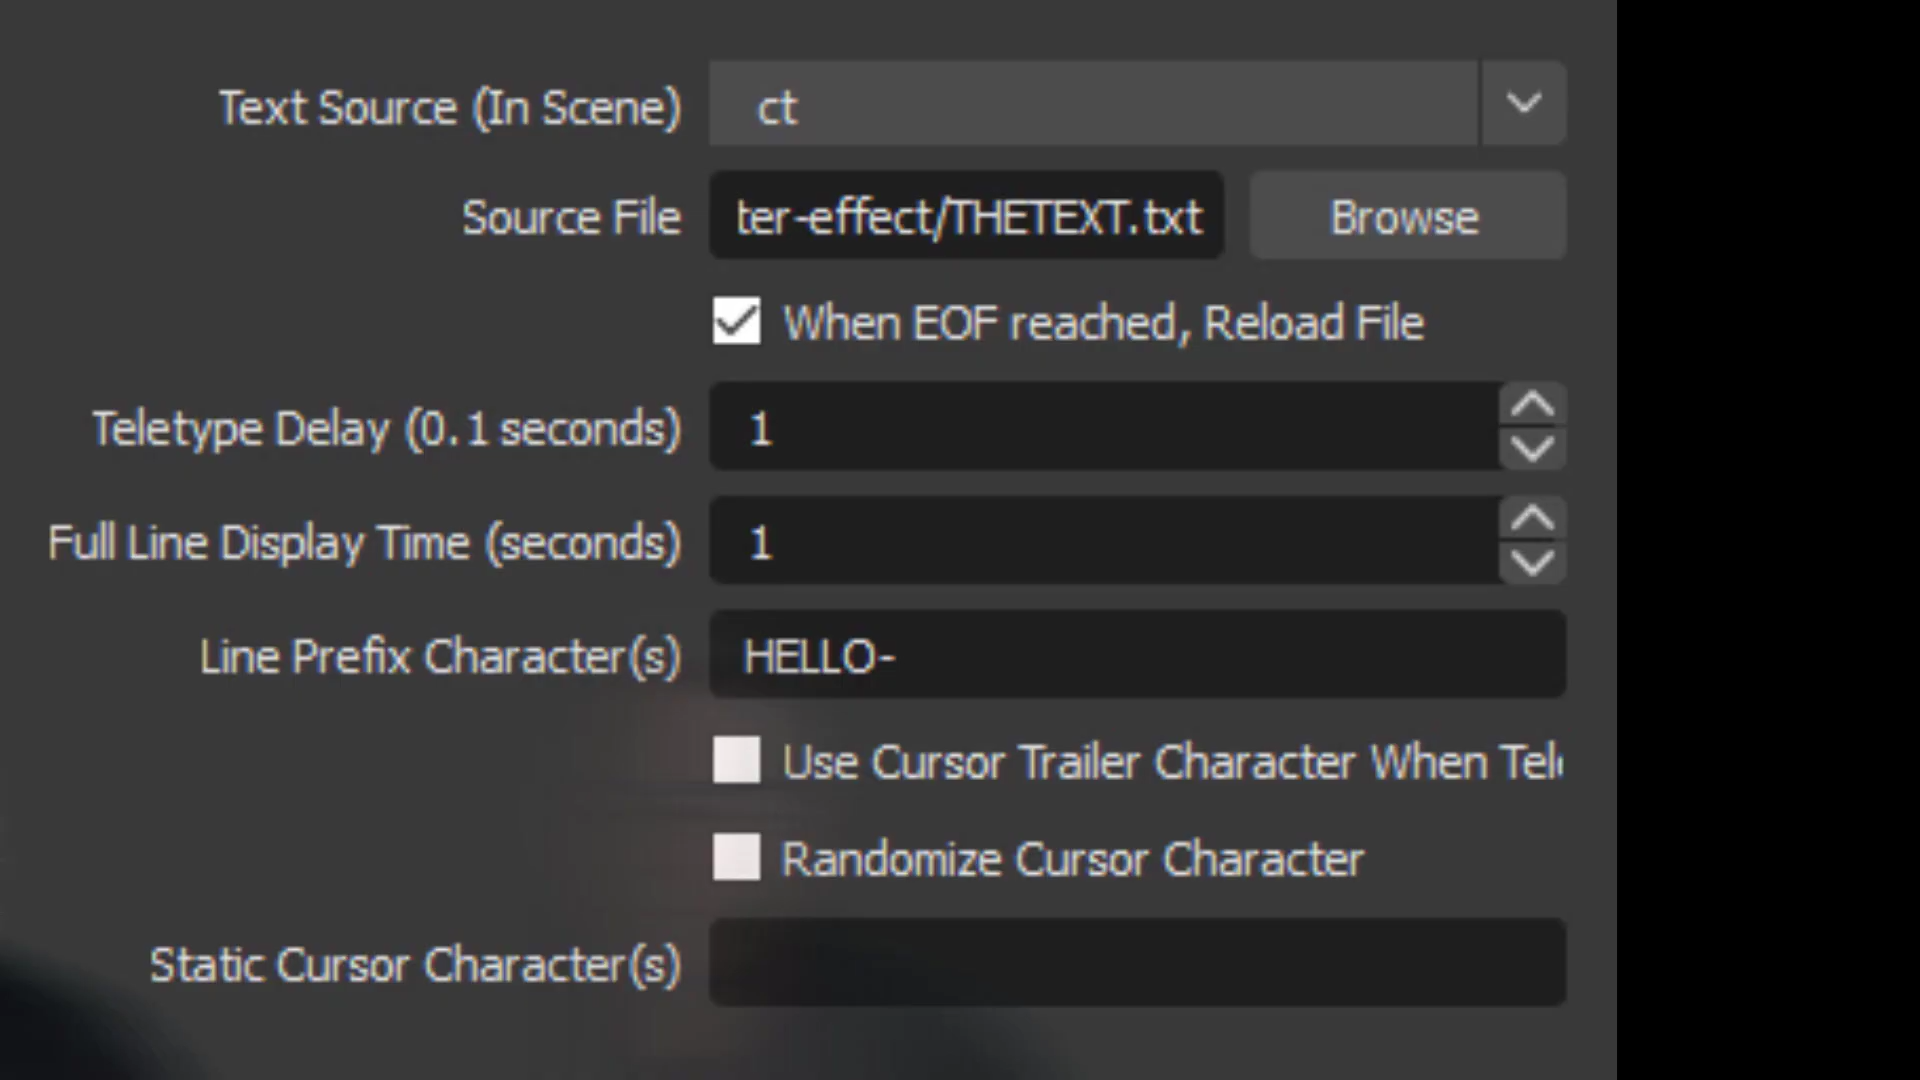 Text Source (In Scene) ct
Source File ter-effect/THETEXT.txt Browse
When EOF reached, Reload File
Teletype Delay (0.1 seconds) 1
Full Line Display Time (seconds) 1
Line Prefix Character(s) HELLO-
Use Cursor Trailer Character When
Randomize Cursor Character
Static Cursor Character(s)